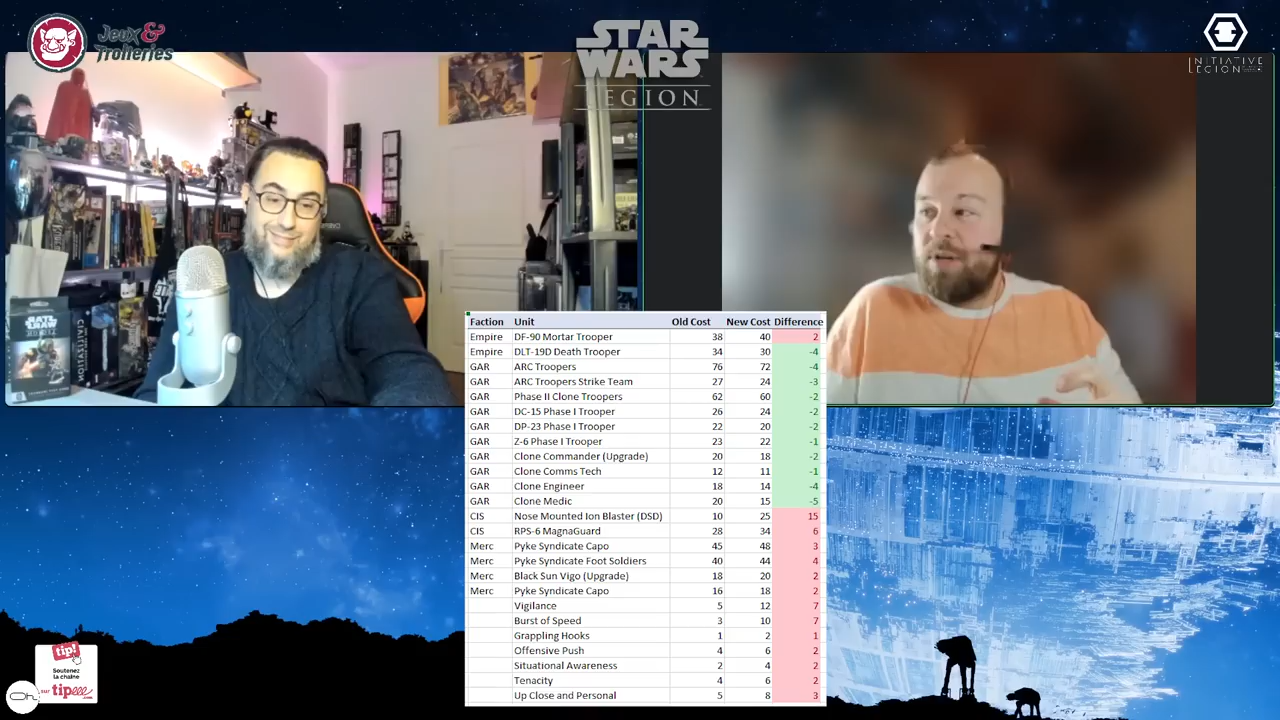 Jeux &
Trolleries
STAR
WARS
LEGION
INITIATIVE
LEGION
Faction Unit Old Cost New Cost Difference
Empire DF-90 Mortar Trooper 38 40 2
Empire DLT-19D Death Trooper 34 30 -4
GAR ARC Troopers 76 72 -4
GAR ARC Troopers Strike Team 27 24 -3
GAR Phase II Clone Troopers 62 60 -2
GAR DC-15 Phase I Trooper 26 24 -2
GAR DP-23 Phase I Trooper 22 20 -2
GAR Z-6 Phase I Trooper 23 22 -1
GAR Clone Commander (Upgrade) 20 18 -2
GAR Clone Comms Tech 12 11 -1
GAR Clone Engineer 18 14 -4
GAR Clone Medic 20 15 -5
CIS Nose Mounted Ion Blaster (DSD) 10 25 15
CIS RPS-6 MagnaGuard 28 34 6
Merc Pyke Syndicate Capo 45 48 3
Merc Pyke Syndicate Foot Soldiers 40 44 4
Merc Black Sun Vigo (Upgrade) 18 20 2
Merc Pyke Syndicate Capo 16 18 2
Vigilance 5 12 7
Burst of Speed 3 10 7
Grappling Hooks 1 2 1
Offensive Push 4 6 2
Situational Awareness 2 4 2
Tenacity 4 6 2
Up Close and Personal 5 8 3
tip!
Soutenez
la chaîne
sur tipeee.com